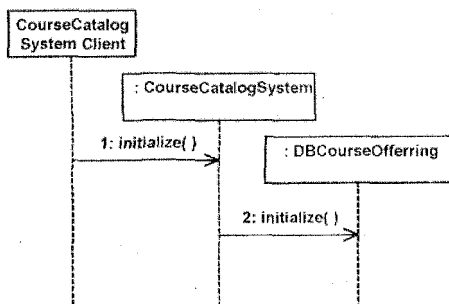 CourseCatalog
System Client
: CourseCatalogSystem
1: initialize( )
: DBCourseOfferring
2: initialize( )